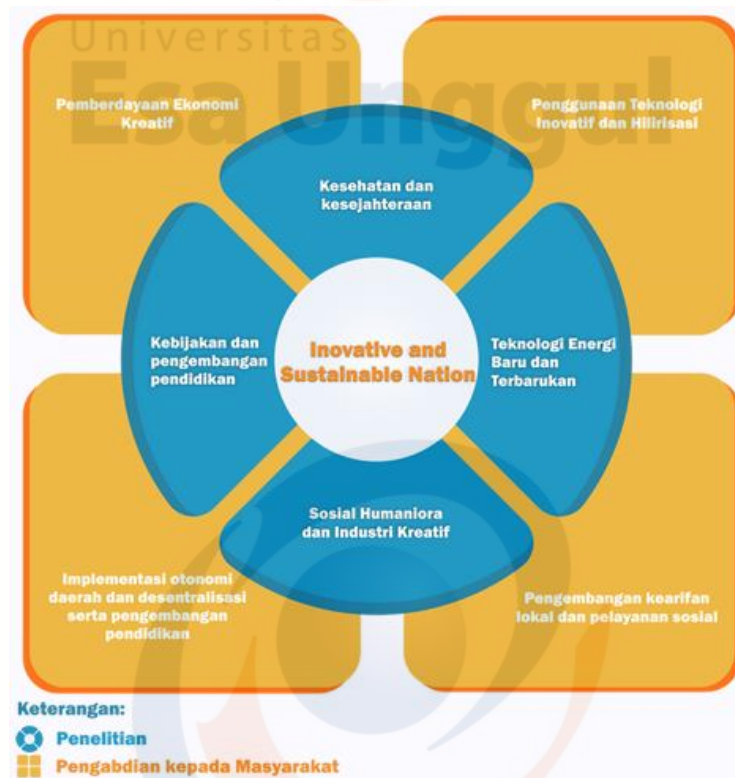 Universitas
Esa Unggul
Pemberdayaan Ekonomi
Kreatif
Penggunaan Teknologi
Inovatif dan Hilirisasi
Kesehatan dan
kesejahteraan
Kebijakan dan
pengembangan
pendidikan
Inovative and
Sustainable Nation
Teknologi Energi
Baru dan
Terbarukan
Sosial Humaniora
dan Industri Kreatif
Implementasi otonomi
daerah dan desentralisasi
serta pengembangan
pendidikan
Pengembangan kearifan
lokal dan pelayanan sosial
Keterangan:
Penelitian
Pengabdian kepada Masyarakat